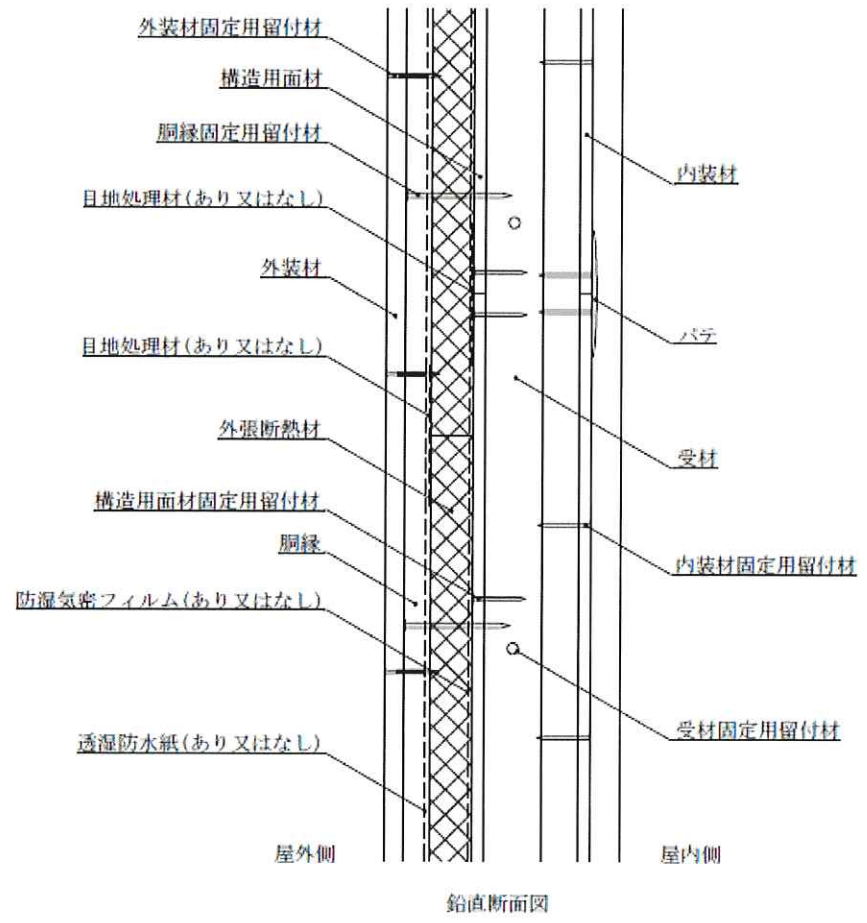 外装材固定用留付材
構造用面材
胴縁固定用留付材
目地処理材(あり又はなし)
外装材
目地処理材(あり又はなし)
外張断熱材
構造用面材固定用留付材
胴縁
防湿気密フィルム(あり又はなし)
透湿防水紙(あり又はなし)
内装材
パテ
受材
内装材固定用留付材
受材固定用留付材
屋外側
屋内側
鉛直断面図